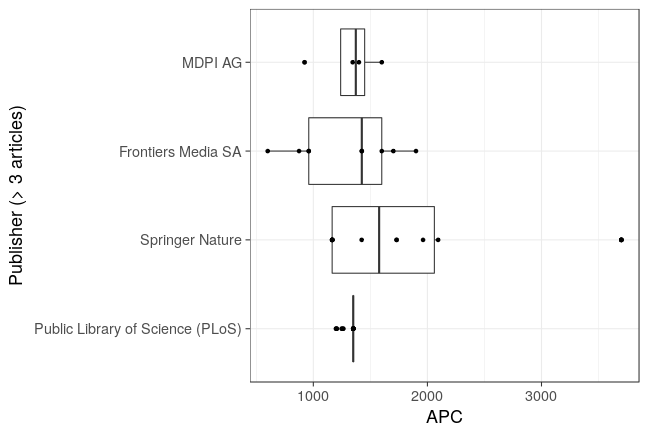 Publisher (> 3 articles)
MDPI AG
Frontiers Media SA
Springer Nature
Public Library of Science (PLoS)
1000 2000 3000
APC